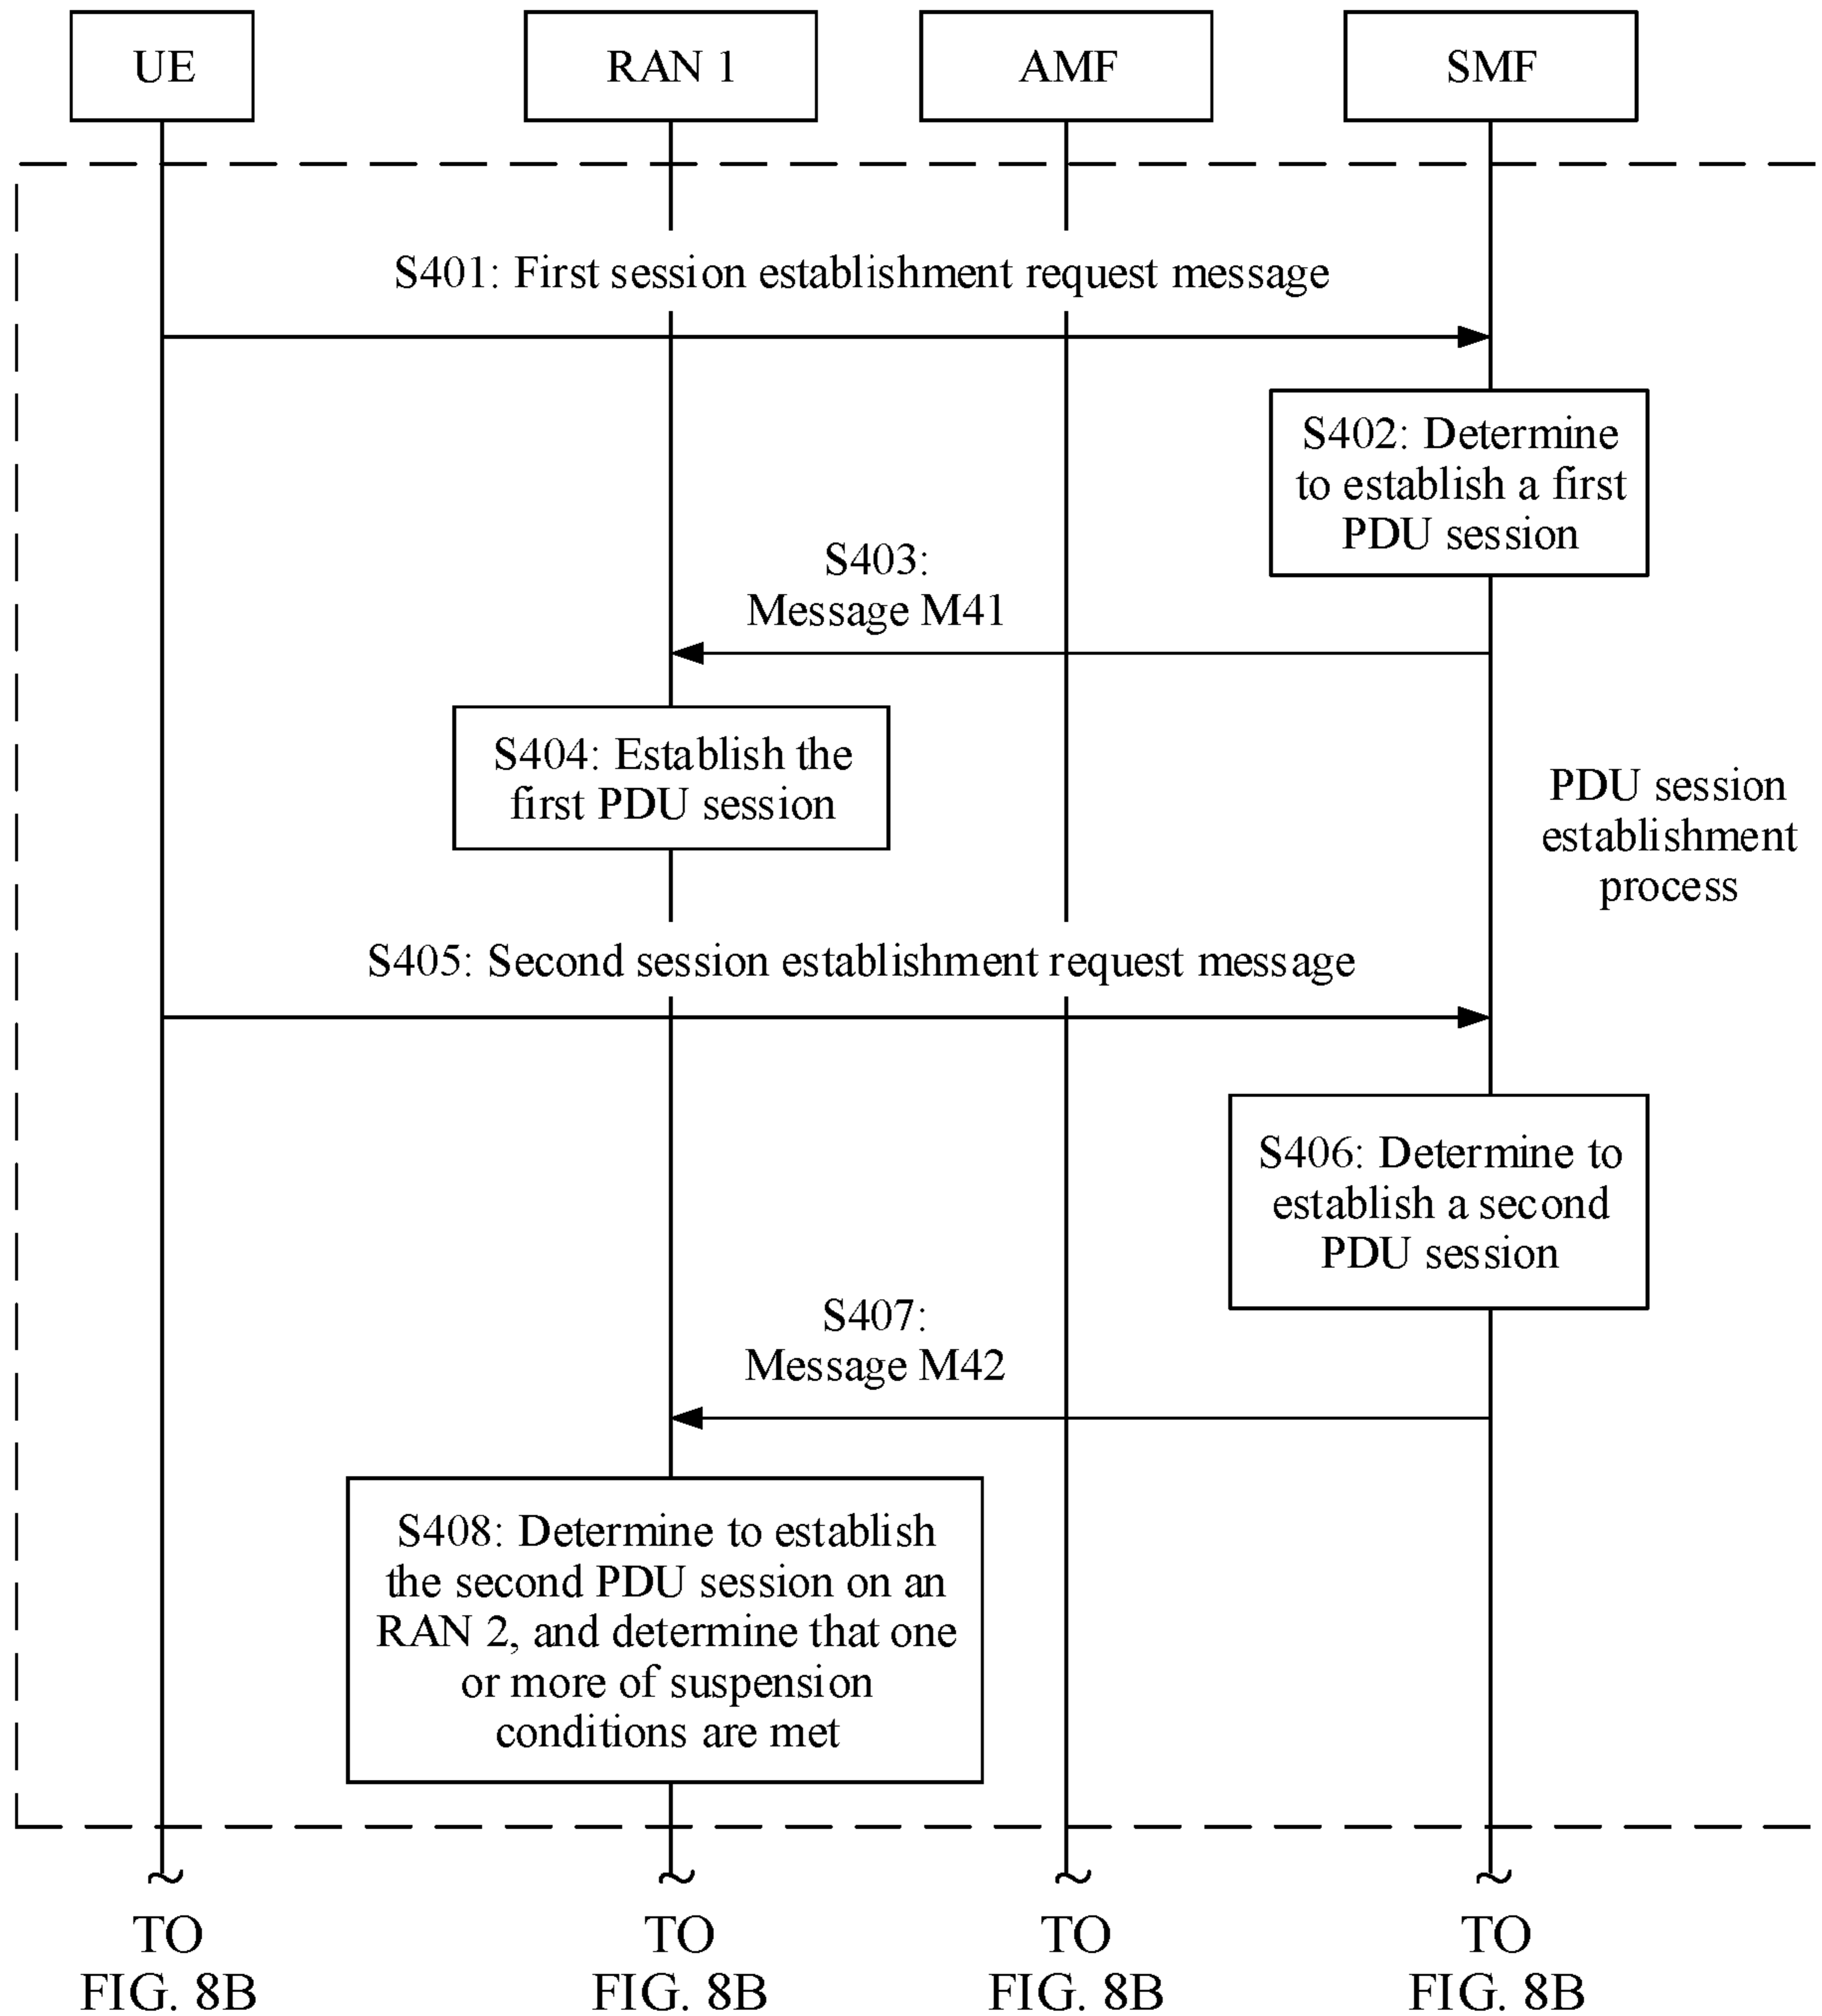 UE
RAN 1
AMF
SMF
S401: First session establishment request message
S402: Determine
to establish a first
PDU session
S403:
Message M41
S404: Establish the
first PDU session
PDU session
establishment
process
S405: Second session establishment request message
S406: Determine to
establish a second
PDU session
S407:
Message M42
S408: Determine to establish
the second PDU session on an
RAN 2, and determine that one
or more of suspension
conditions are met
TO
FIG. 8B
TO
FIG. 8B
TO
FIG. 8B
TO
FIG. 8B